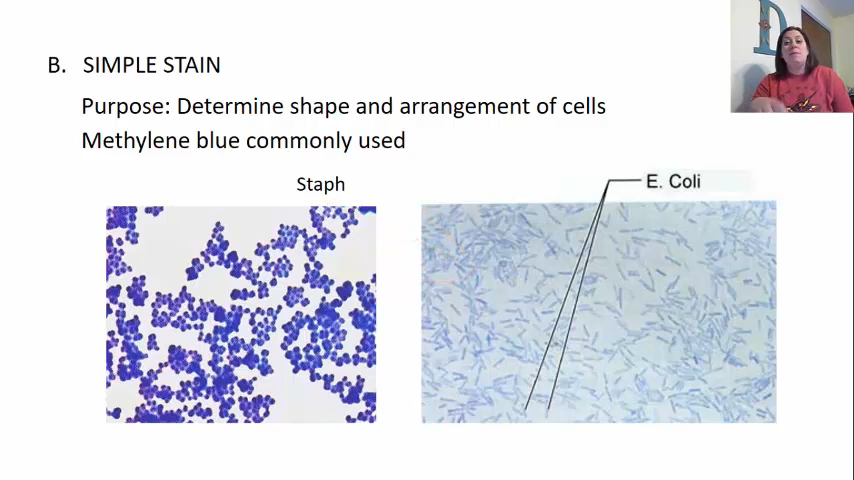 B. SIMPLE STAIN
Purpose: Determine shape and arrangement of cells
Methylene blue commonly used
Staph
E. Coli
D